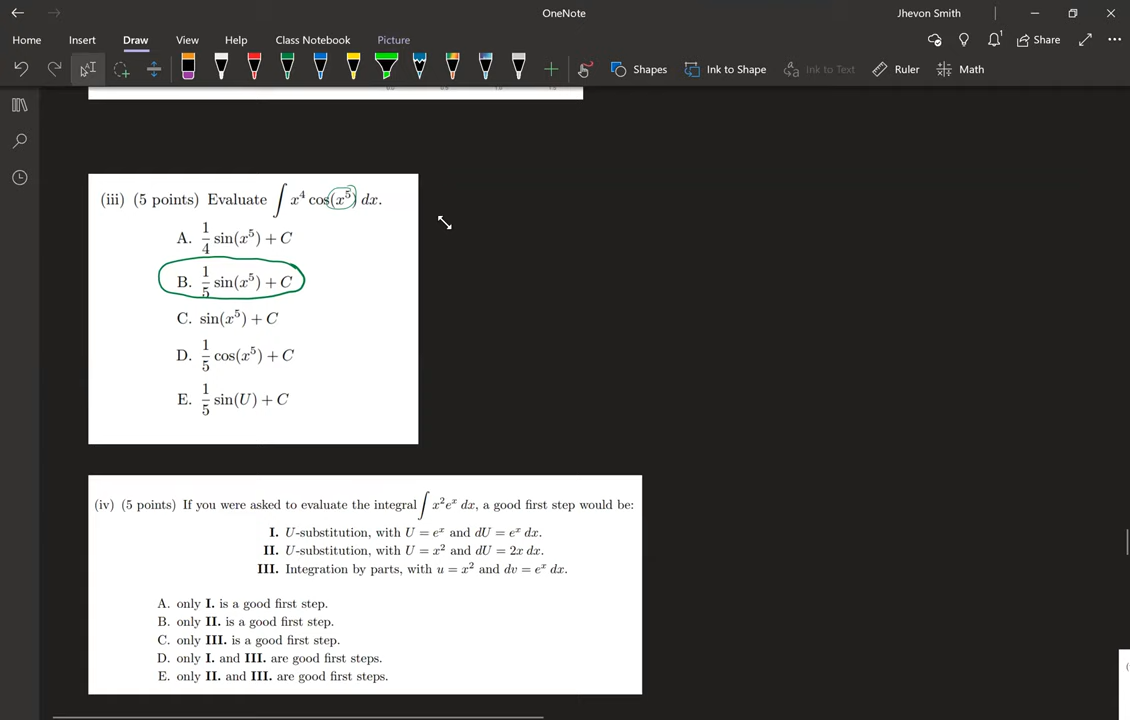 OneNote
Jhevon Smith
Home Insert Draw View Help Class Notebook Picture
1 Share
Shapes Ink to Shape Ink to Text Ruler Math
(iii) (5 points) Evaluate ∫ x⁴ cos(x⁵) dx.
A. 1/4 sin(x⁵) + C
B. 1/5 sin(x⁵) + C
C. sin(x⁵) + C
D. 1/5 cos(x⁵) + C
E. 1/5 sin(U) + C
(iv) (5 points) If you were asked to evaluate the integral ∫ x²eˣ dx, a good first step would be:
I. U-substitution, with U = eˣ and dU = eˣ dx.
II. U-substitution, with U = x² and dU = 2x dx.
III. Integration by parts, with u = x² and dv = eˣ dx.
A. only I. is a good first step.
B. only II. is a good first step.
C. only III. is a good first step.
D. only I. and III. are good first steps.
E. only II. and III. are good first steps.